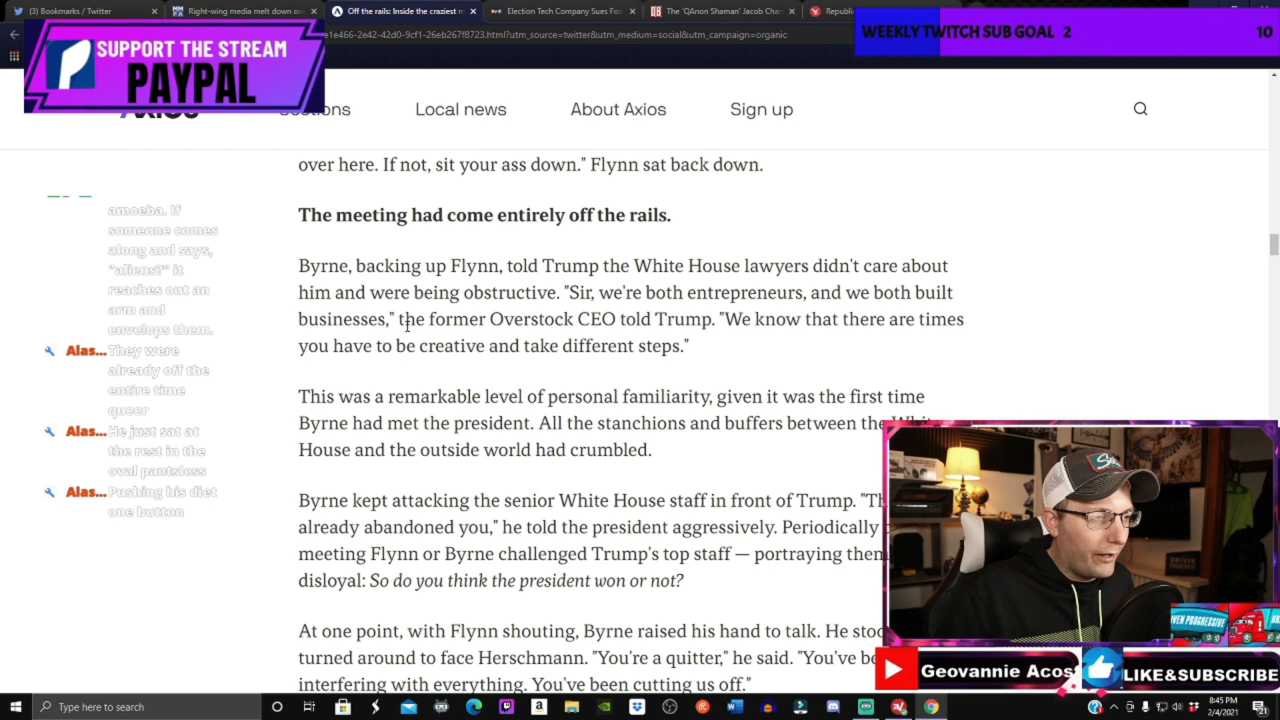 (3) Bookmarks / Twitter
Right-wing media melt down ove
Off the rails: Inside the craziest m
Election Tech Company Sues Fox
The 'QAnon Shaman' Jacob Char
Republic
e1e466-2e42-42d0-9cf1-26eb267f8723.html?utm_source=twitter&utm_medium=social&utm_campaign=organic
SUPPORT THE STREAM
PAYPAL
WEEKLY TWITCH SUB GOAL 2
10
Local news
About Axios
Sign up
over here. If not, sit your ass down." Flynn sat back down.
The meeting had come entirely off the rails.
Byrne, backing up Flynn, told Trump the White House lawyers didn't care about
him and were being obstructive. "Sir, we're both entrepreneurs, and we both built
businesses," the former Overstock CEO told Trump. "We know that there are times
you have to be creative and take different steps."
This was a remarkable level of personal familiarity, given it was the first time
Byrne had met the president. All the stanchions and buffers between the
House and the outside world had crumbled.
Byrne kept attacking the senior White House staff in front of Trump.
already abandoned you," he told the president aggressively. Periodically
meeting Flynn or Byrne challenged Trump's top staff — portraying them
disloyal: So do you think the president won or not?
At one point, with Flynn shouting, Byrne raised his hand to talk. He stoo
turned around to face Herschmann. "You're a quitter," he said. "You've be
interfering with everything. You've been cutting us off."
amoeba. If
someone comes
along and says,
"aliens?" it
reaches out an
arm and
envelops them.
Alas... They were
already off the
entire time
queer
Alas... He just sat at
the rest in the
oval pantsless
Alas... Pushing his diet
one button
Geovannie Acos
LIKE&SUBSCRIBE
Type here to search
8:45 PM
2/4/2021
21